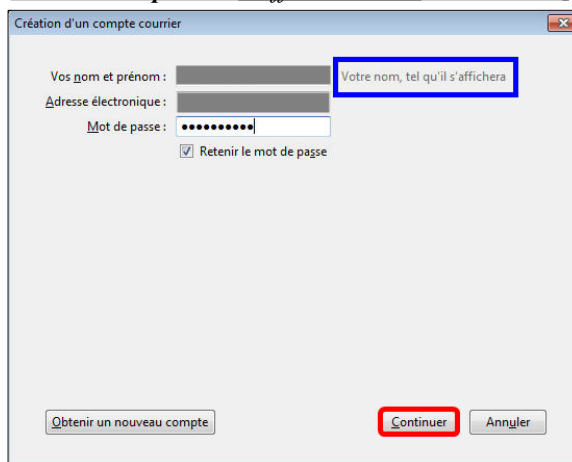 Création d'un compte courrier
Vos nom et prénom :
Votre nom, tel qu'il s'affichera
Adresse électronique :
Mot de passe : ●●●●●●●●●●
Retenir le mot de passe
Obtenir un nouveau compte
Continuer
Annuler